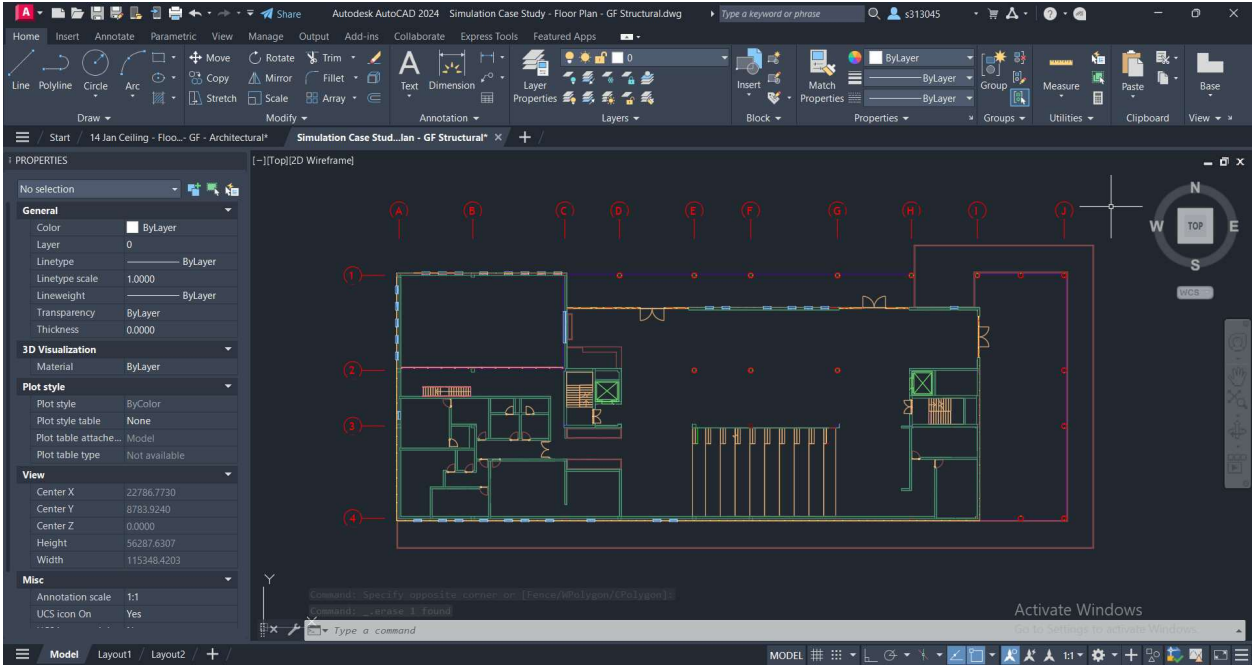 Share Autodesk AutoCAD 2024 Simulation Case Study - Floor Plan - GF Structural.dwg Type a keyword or phrase s313045
Home Insert Annotate Parametric View Manage Output Add-ins Collaborate Express Tools Featured Apps
Move Rotate Trim
Copy Mirror Fillet
Stretch Scale Array
Line Polyline Circle Arc
Text Dimension
Layer Properties
0
Insert
Match Properties
ByLayer
ByLayer
ByLayer
Group
Measure
Paste
Base
Draw Modify Annotation Layers Block Properties Groups Utilities Clipboard View
Start 14 Jan Ceiling - Floo...- GF - Architectural* Simulation Case Stud...lan - GF Structural*
PROPERTIES
[−][Top][2D Wireframe]
No selection
General
Color ByLayer
Layer 0
Linetype ByLayer
Linetype scale 1.0000
Lineweight ByLayer
Transparency ByLayer
Thickness 0.0000
3D Visualization
Material ByLayer
Plot style
Plot style ByColor
Plot style table None
Plot table attache... Model
Plot table type Not available
View
Center X 22786.7730
Center Y 8783.9240
Center Z 0.0000
Height 56287.6307
Width 115348.4203
Misc
Annotation scale 1:1
UCS icon On Yes
A B C D E F G H I J
1
2
3
4
N
W TOP E
S
WCS
Y
X
Command: Specify opposite corner or [Fence/WPolygon/CPolygon]:
Command: _.erase 1 found
Type a command
Activate Windows
Go to Settings to activate Windows.
Model Layout1 Layout2
MODEL 1:1